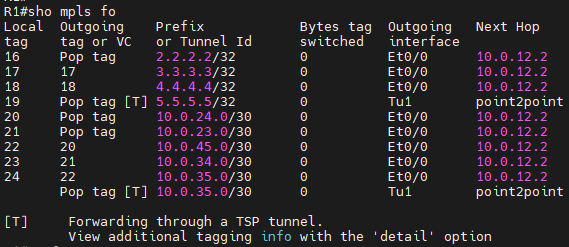 R1#sho mpls fo
Local  Outgoing    Prefix            Bytes tag  Outgoing   Next Hop
tag    tag or VC   or Tunnel Id      switched   interface
16     Pop tag     2.2.2.2/32        0          Et0/0      10.0.12.2
17     17          3.3.3.3/32        0          Et0/0      10.0.12.2
18     18          4.4.4.4/32        0          Et0/0      10.0.12.2
19     Pop tag [T] 5.5.5.5/32        0          Tu1        point2point
20     Pop tag     10.0.24.0/30      0          Et0/0      10.0.12.2
21     Pop tag     10.0.23.0/30      0          Et0/0      10.0.12.2
22     20          10.0.45.0/30      0          Et0/0      10.0.12.2
23     21          10.0.34.0/30      0          Et0/0      10.0.12.2
24     22          10.0.35.0/30      0          Et0/0      10.0.12.2
       Pop tag [T] 10.0.35.0/30      0          Tu1        point2point
[T]     Forwarding through a TSP tunnel.
        View additional tagging info with the 'detail' option